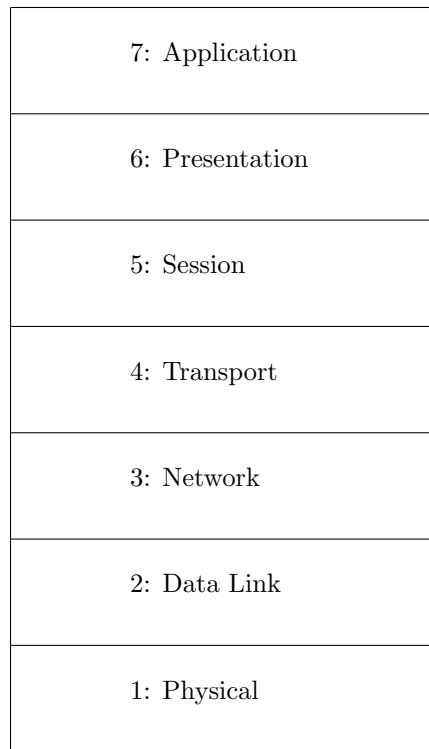 7: Application
6: Presentation
5: Session
4: Transport
3: Network
2: Data Link
1: Physical